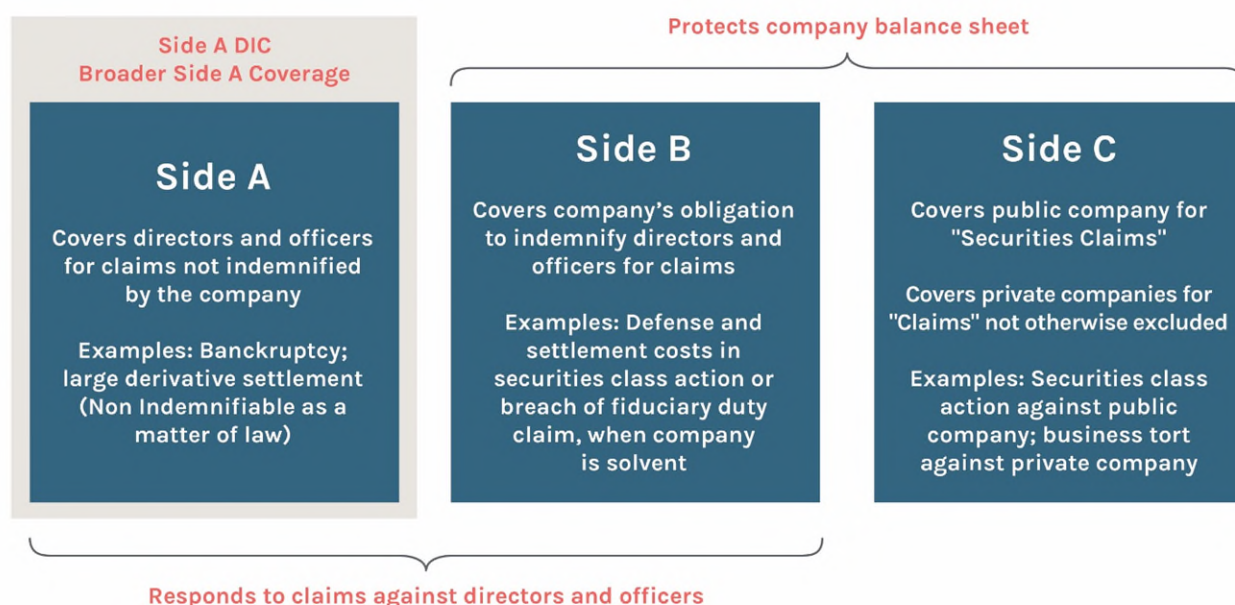 Side A DIC
Broader Side A Coverage
Protects company balance sheet
Side A
Covers directors and officers
for claims not indemnified
by the company
Examples: Banckruptcy;
large derivative settlement
(Non Indemnifiable as a
matter of law)
Side B
Covers company’s obligation
to indemnify directors and
officers for claims
Examples: Defense and
settlement costs in
securities class action or
breach of fiduciary duty
claim, when company
is solvent
Side C
Covers public company for
"Securities Claims"
Covers private companies for
"Claims" not otherwise excluded
Examples: Securities class
action against public
company; business tort
against private company
Responds to claims against directors and officers